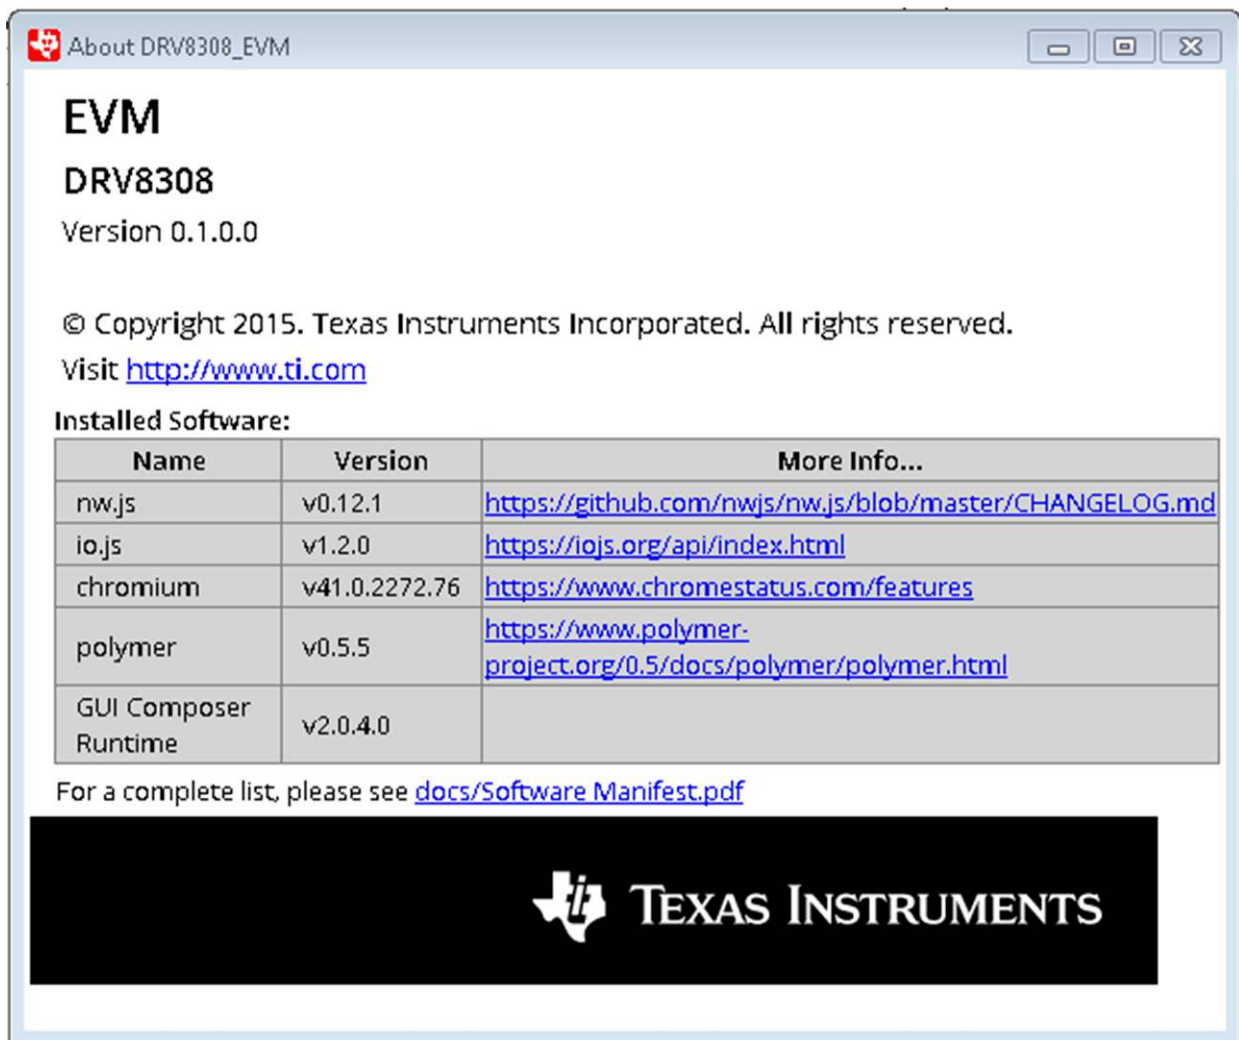 About DRV8308_EVM
EVM
DRV8308
Version 0.1.0.0
© Copyright 2015. Texas Instruments Incorporated. All rights reserved.
Visit http://www.ti.com
Installed Software:
Name Version More Info...
nw.js v0.12.1 https://github.com/nwjs/nw.js/blob/master/CHANGELOG.md
io.js v1.2.0 https://iojs.org/api/index.html
chromium v41.0.2272.76 https://www.chromestatus.com/features
polymer v0.5.5 https://www.polymer-
project.org/0.5/docs/polymer/polymer.html
GUI Composer
Runtime v2.0.4.0
For a complete list, please see docs/Software Manifest.pdf
TEXAS INSTRUMENTS